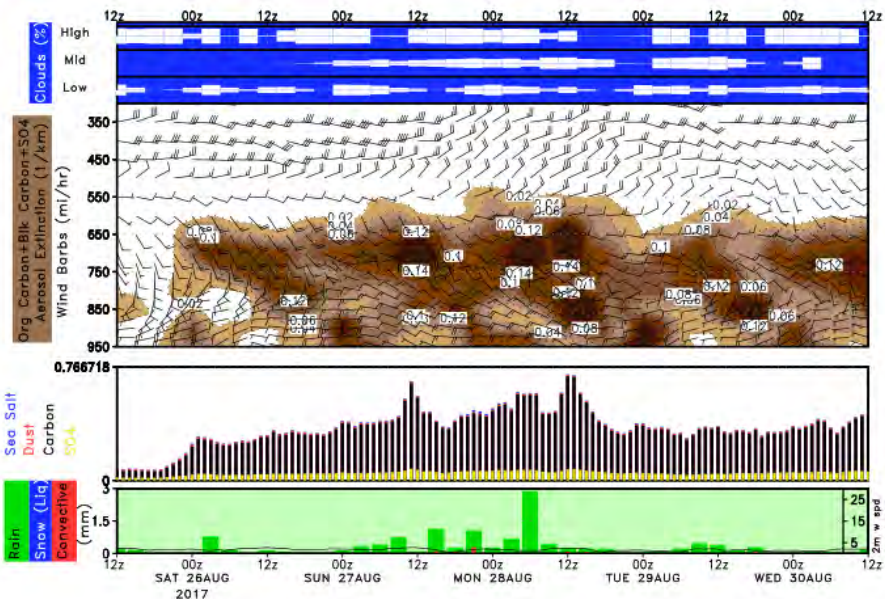 12z 00z 12z 00z 12z 00z 12z 00z 12z 00z 12z
Clouds (%)
High
Mid
Low
Org Carbon+Blk Carbon+SO4
Aerosol Extinction (1/km)
Wind Barbs (mi/hr)
350
450
550
650
750
850
950
0.02
0.04
0.06
0.02
0.04
0.08
0.02
0.04
0.08
0.08
0.1
0.12
0.08
0.12
0.1
0.1
0.14
0.14
0.1
0.14
0.1
0.12
0.12
0.08
0.12
0.06
0.02
0.12
0.06
0.12
0.04
0.08
0.12
0.06
0.766718
0
Sea Salt
Dust
Carbon
SO4
Rain
Snow (Liq)
Convective
(mm)
3
1.5
0
25
15
5
2m w spd
12z 00z 12z 00z 12z 00z 12z 00z 12z 00z 12z
SAT 26AUG SUN 27AUG MON 28AUG TUE 29AUG WED 30AUG
2017